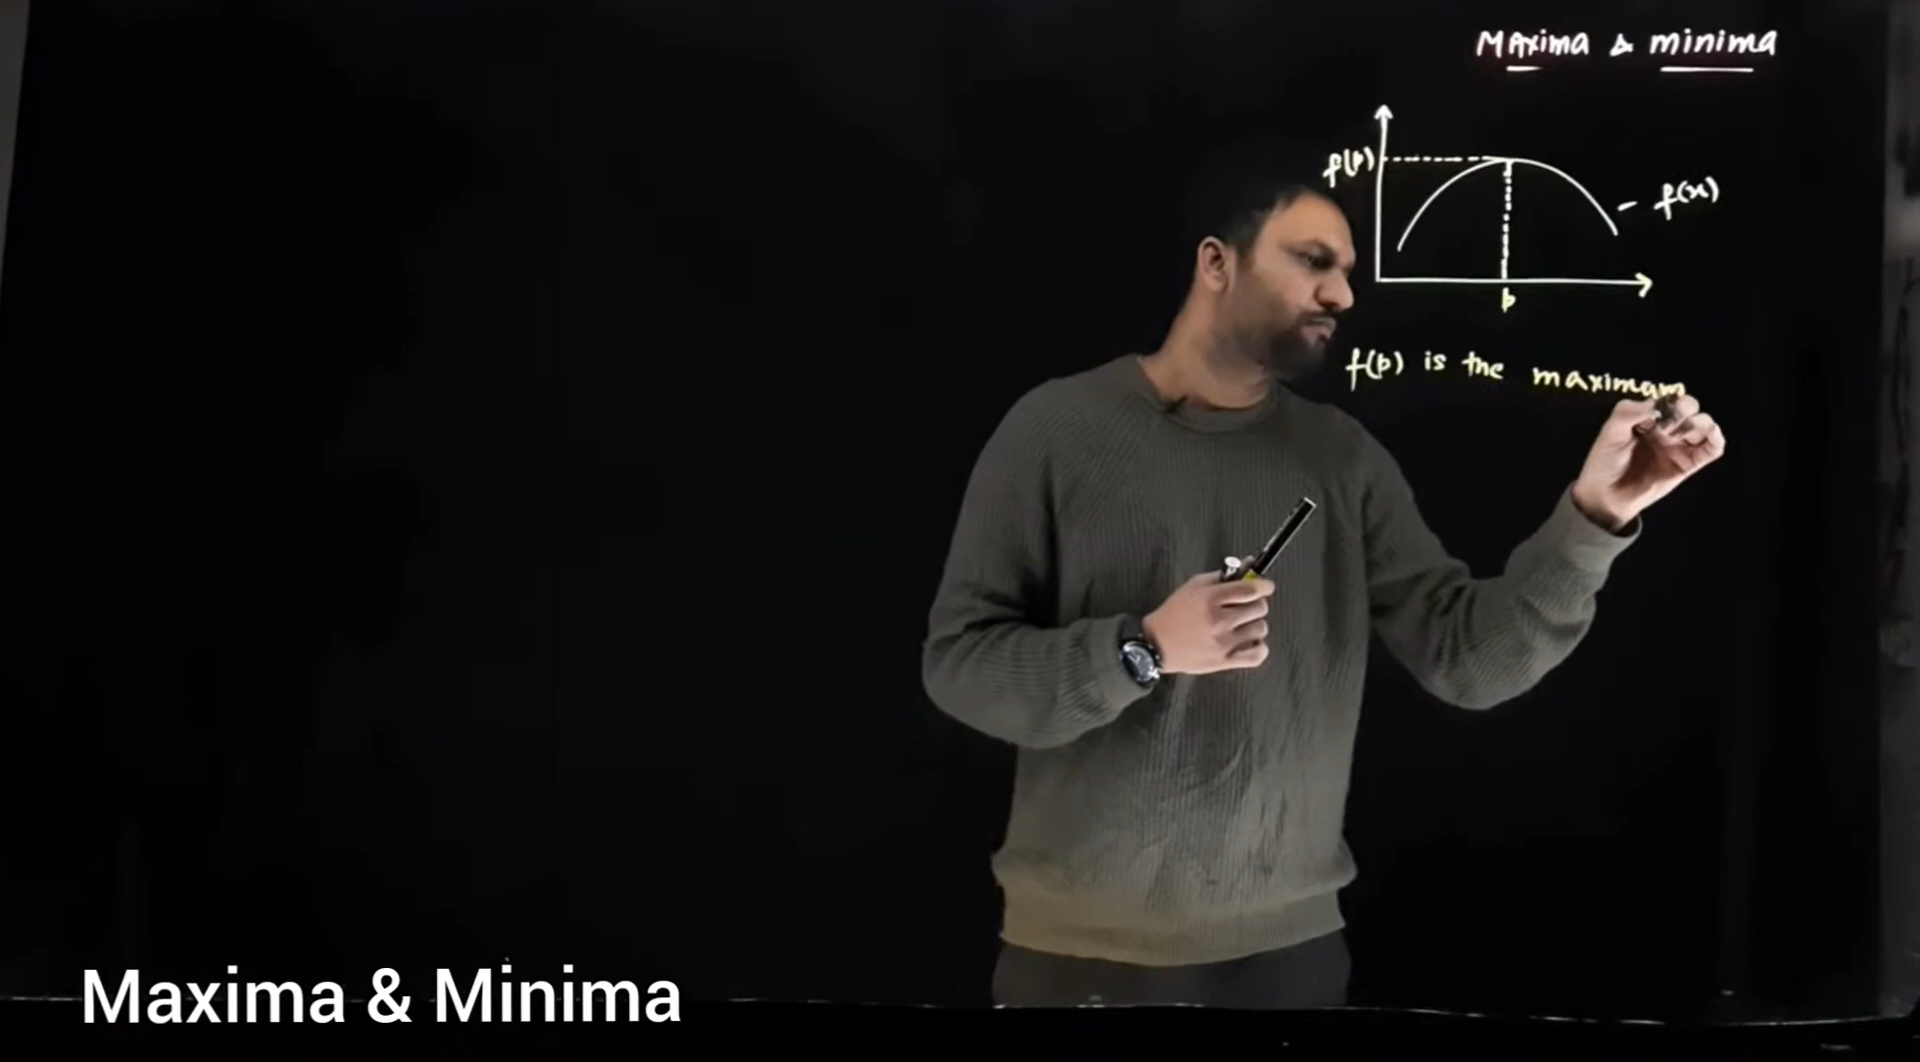 Maxima & minima
f(p)
- f(x)
p
f(p) is the maximum
Maxima & Minima